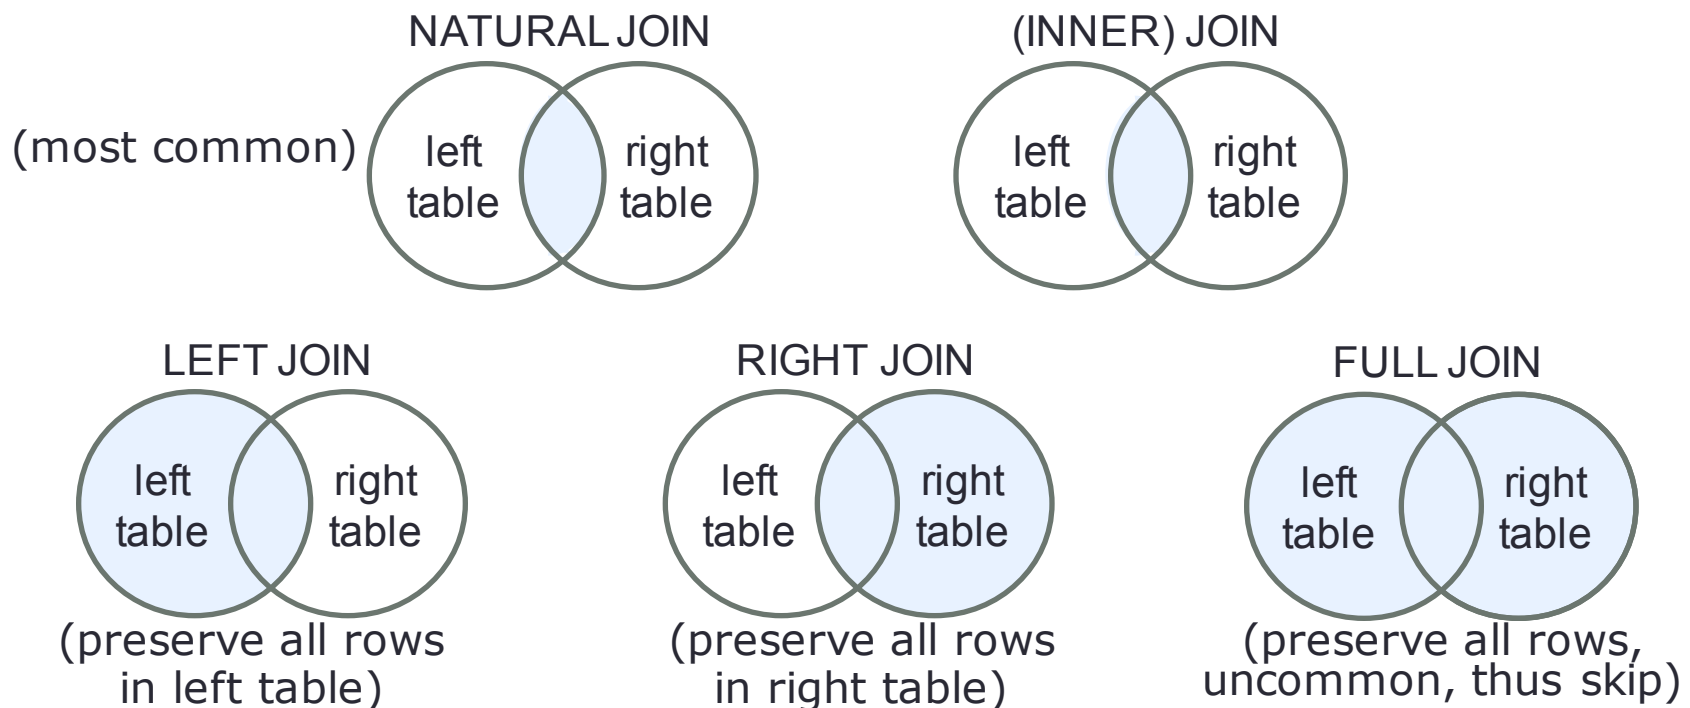 NATURAL JOIN
(INNER) JOIN
(most common)
left
table
right
table
left
table
right
table
LEFT JOIN
RIGHT JOIN
FULL JOIN
left
table
right
table
left
table
right
table
left
table
right
table
(preserve all rows
in left table)
(preserve all rows
in right table)
(preserve all rows,
uncommon, thus skip)